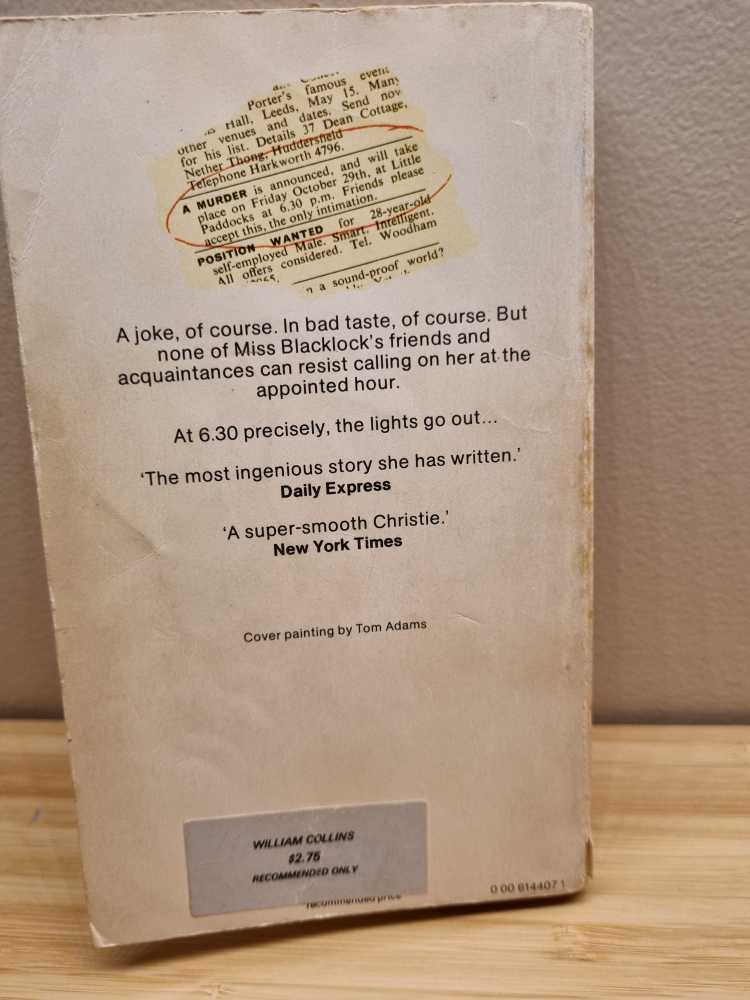 Porter's famous event
Hall, Leeds, May 15. Many
other venues and dates. Send nov
for his list. Details 37 Dean Cottage,
Nether Thong, Huddersfield
Telephone Harkworth 4796.
A MURDER is announced, and will take
place on Friday October 29th, at Little
Paddocks at 6.30 p.m. Friends please
accept this, the only intimation.
POSITION WANTED for 28-year-old
self-employed Male. Smart. Intelligent.
All offers considered. Tel. Woodham
a sound-proof world?
A joke, of course. In bad taste, of course. But
none of Miss Blacklock's friends and
acquaintances can resist calling on her at the
appointed hour.
At 6.30 precisely, the lights go out...
'The most ingenious story she has written.'
Daily Express
'A super-smooth Christie.'
New York Times
Cover painting by Tom Adams
WILLIAM COLLINS
$2.75
RECOMMENDED ONLY
recommended price
0 00 614407 1